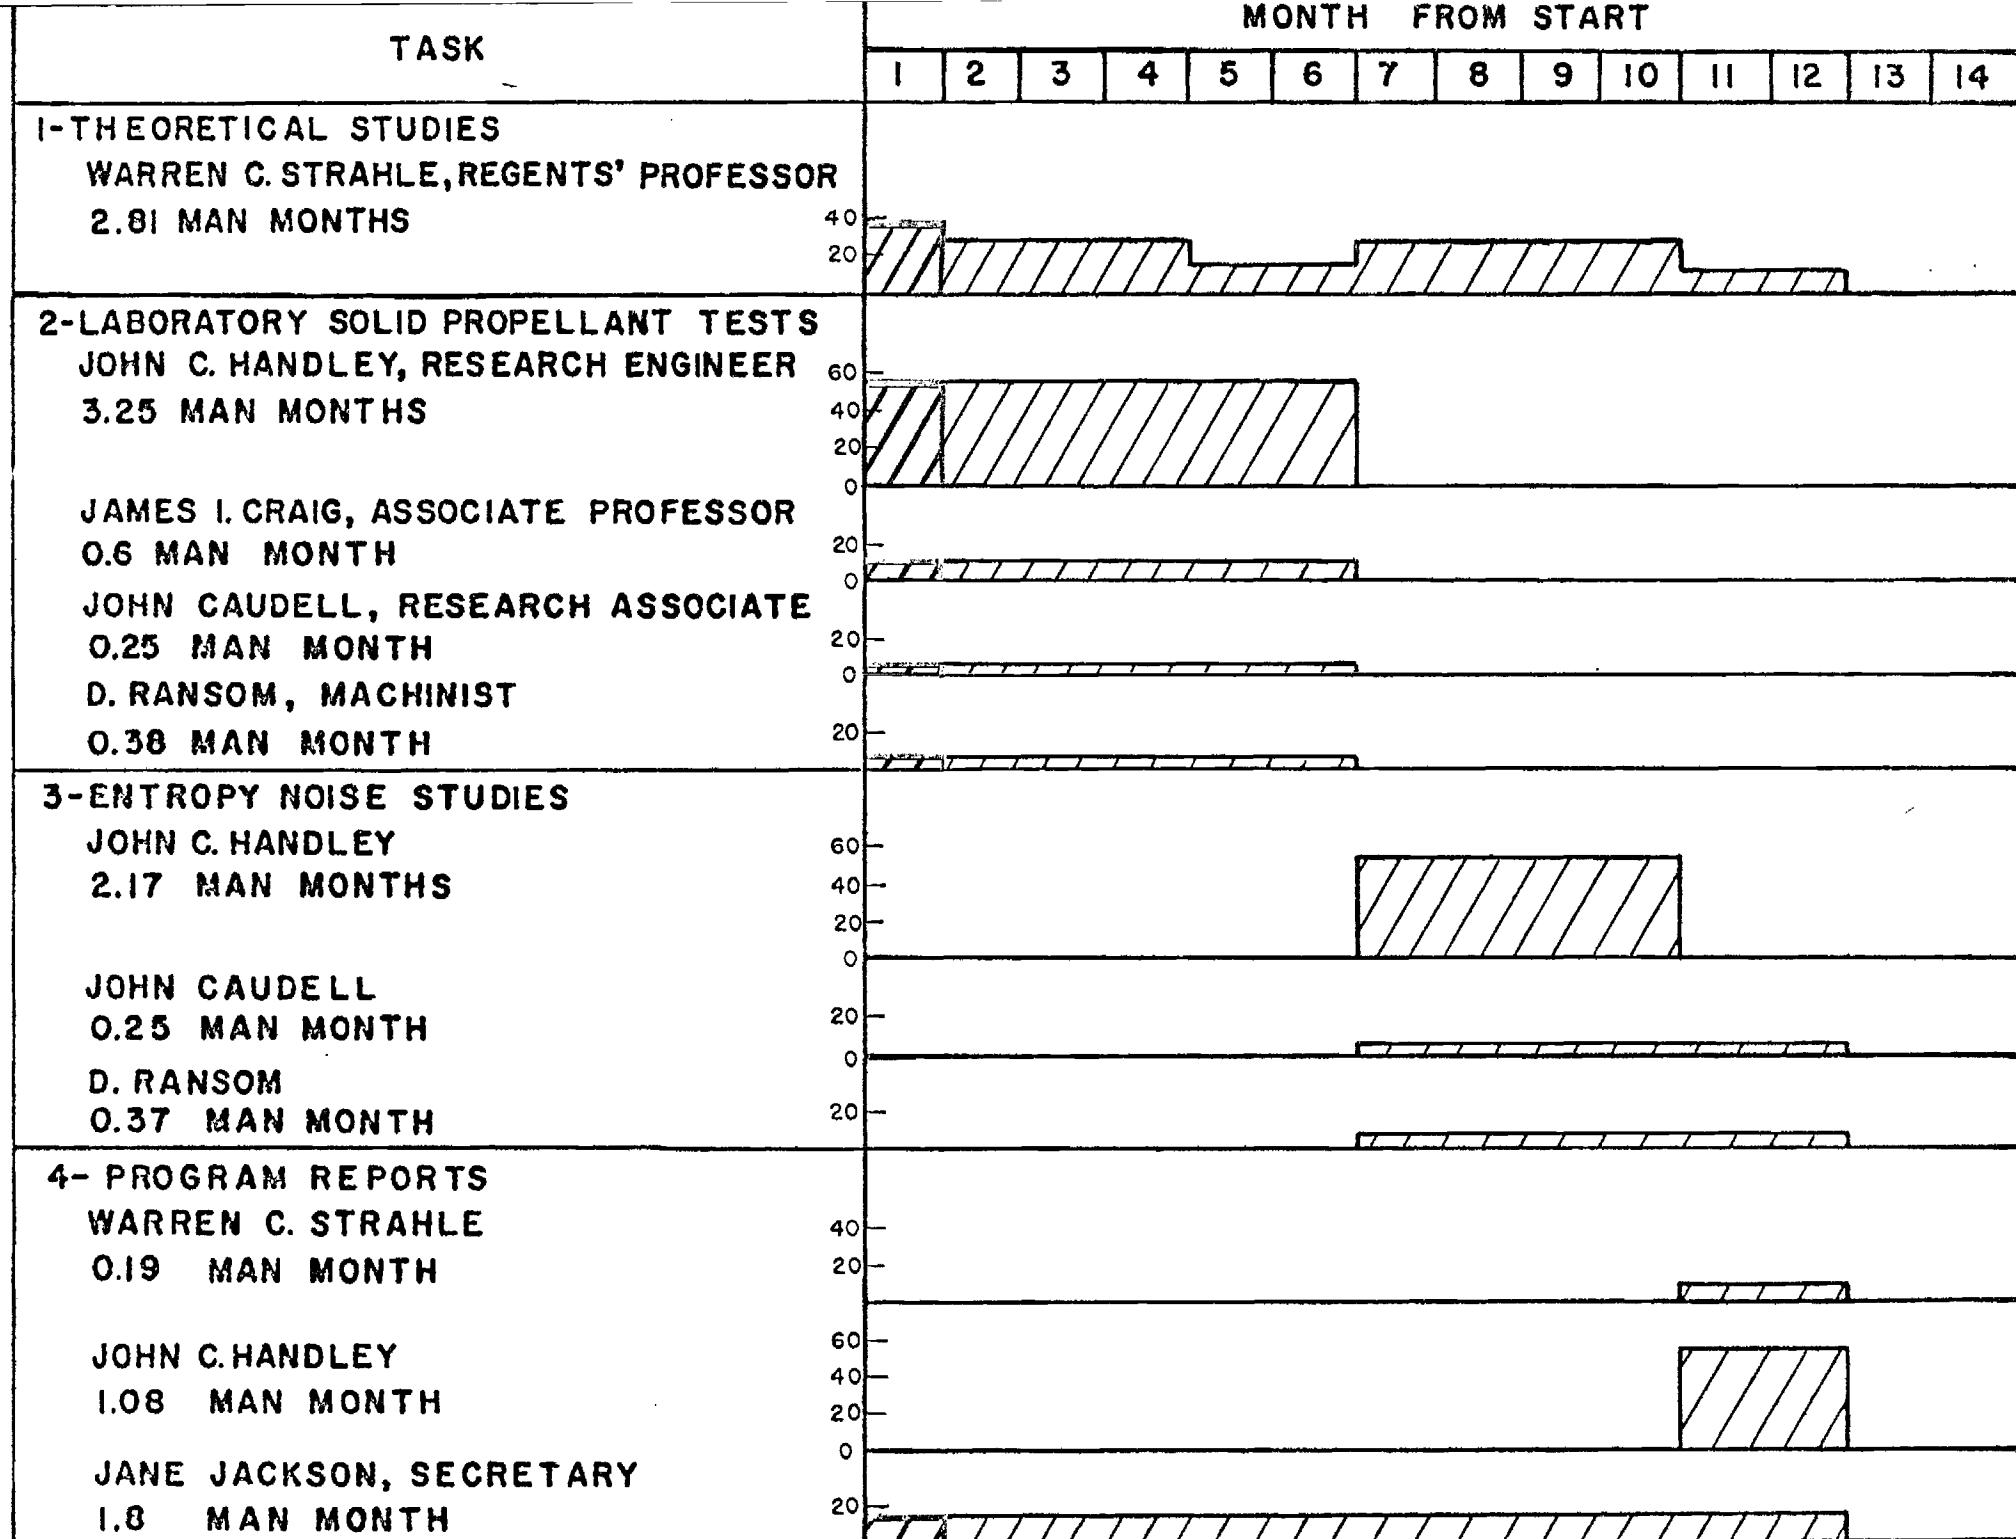 TASK
MONTH FROM START
1 2 3 4 5 6 7 8 9 10 11 12 13 14
1-THEORETICAL STUDIES
WARREN C. STRAHLE, REGENTS' PROFESSOR
2.81 MAN MONTHS
40
20
2-LABORATORY SOLID PROPELLANT TESTS
JOHN C. HANDLEY, RESEARCH ENGINEER
3.25 MAN MONTHS
60
40
20
0
JAMES I. CRAIG, ASSOCIATE PROFESSOR
0.6 MAN MONTH
20
0
JOHN CAUDELL, RESEARCH ASSOCIATE
0.25 MAN MONTH
20
0
D. RANSOM, MACHINIST
0.38 MAN MONTH
20
3-ENTROPY NOISE STUDIES
JOHN C. HANDLEY
2.17 MAN MONTHS
60
40
20
0
JOHN CAUDELL
0.25 MAN MONTH
20
0
D. RANSOM
0.37 MAN MONTH
20
4- PROGRAM REPORTS
WARREN C. STRAHLE
0.19 MAN MONTH
40
20
JOHN C. HANDLEY
1.08 MAN MONTH
60
40
20
0
JANE JACKSON, SECRETARY
1.8 MAN MONTH
20